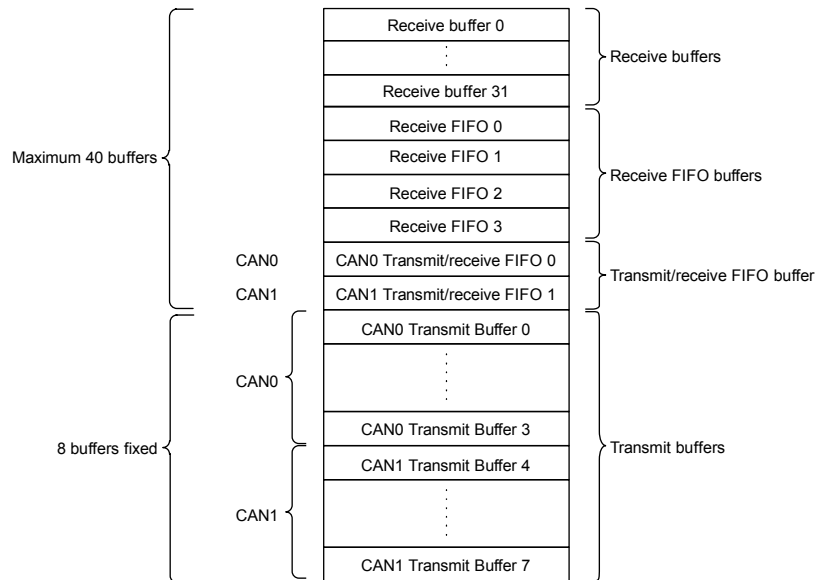 Receive buffer 0
Receive buffers
Receive buffer 31
Maximum 40 buffers
Receive FIFO 0
Receive FIFO 1
Receive FIFO buffers
Receive FIFO 2
Receive FIFO 3
CAN0 CAN0 Transmit/receive FIFO 0
Transmit/receive FIFO buffer
CAN1 CAN1 Transmit/receive FIFO 1
CAN0 Transmit Buffer 0
CAN0
CAN0 Transmit Buffer 3
8 buffers fixed
Transmit buffers
CAN1 Transmit Buffer 4
CAN1
CAN1 Transmit Buffer 7